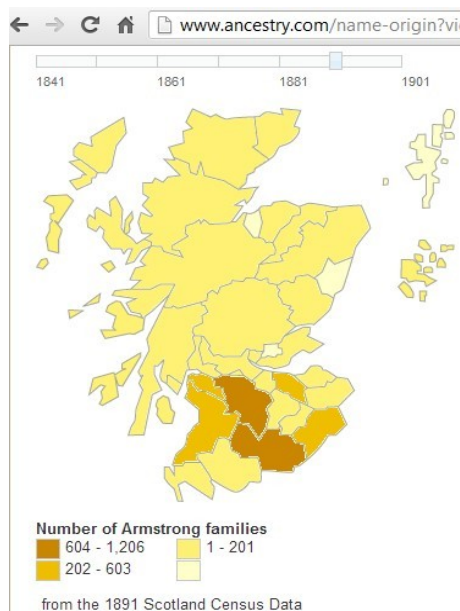 www.ancestry.com/name-origin?vi
1841 1861 1881 1901
Number of Armstrong families
604 - 1,206 1 - 201
202 - 603
from the 1891 Scotland Census Data